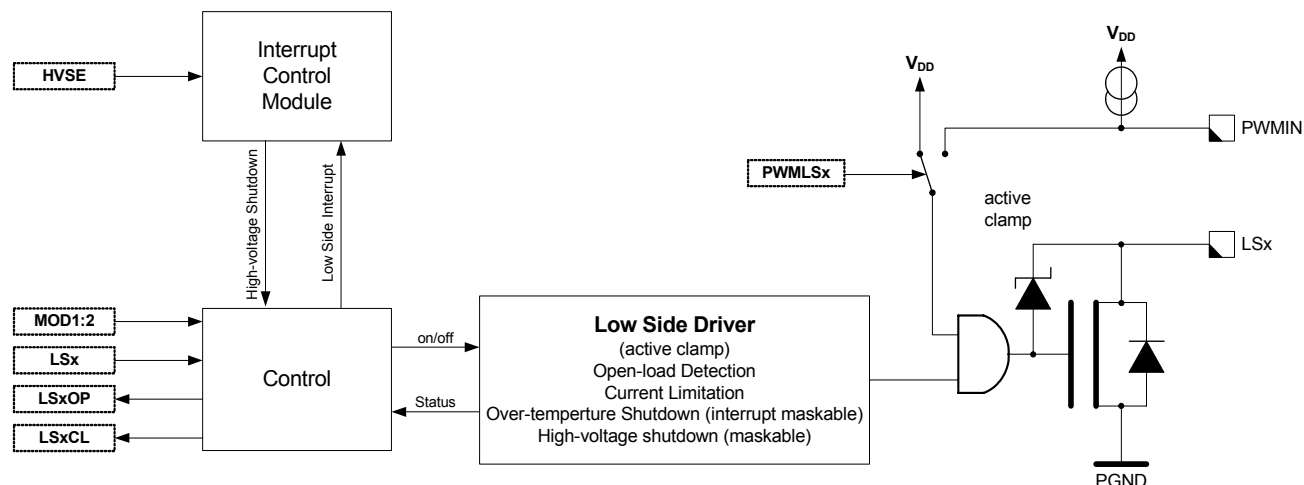 Interrupt
Control
Module
HVSE
V_DD
V_DD
PWMIN
PWMLSx
High-voltage Shutdown
Low Side Interrupt
active
clamp
LSx
MOD1:2
LSx
LSxOP
LSxCL
Control
on/off
Status
Low Side Driver
(active clamp)
Open-load Detection
Current Limitation
Over-temperture Shutdown (interrupt maskable)
High-voltage shutdown (maskable)
PGND